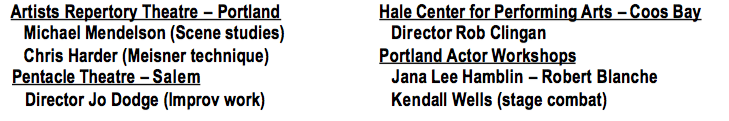 Artists Repertory Theatre – Portland
Michael Mendelson (Scene studies)
Chris Harder (Meisner technique)
Pentacle Theatre – Salem
Director Jo Dodge (Improv work)
Hale Center for Performing Arts – Coos Bay
Director Rob Clingan
Portland Actor Workshops
Jana Lee Hamblin – Robert Blanche
Kendall Wells (stage combat)